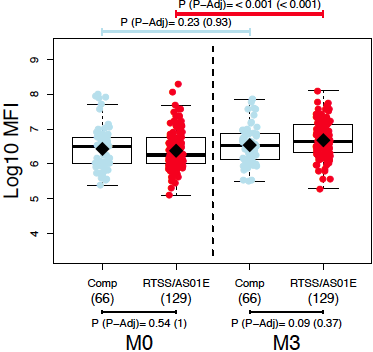 P (P-Adj)= < 0.001 (< 0.001)
P (P-Adj)= 0.23 (0.93)
Log10 MFI
9
8
7
6
5
4
Comp RTSS/AS01E Comp RTSS/AS01E
(66) (129) (66) (129)
P (P-Adj)= 0.54 (1) P (P-Adj)= 0.09 (0.37)
M0 M3